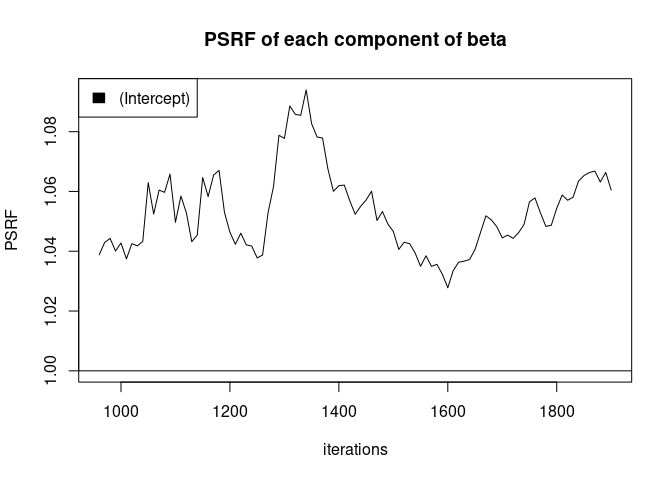 PSRF of each component of beta
(Intercept)
PSRF
1.08
1.06
1.04
1.02
1.00
1000 1200 1400 1600 1800
iterations